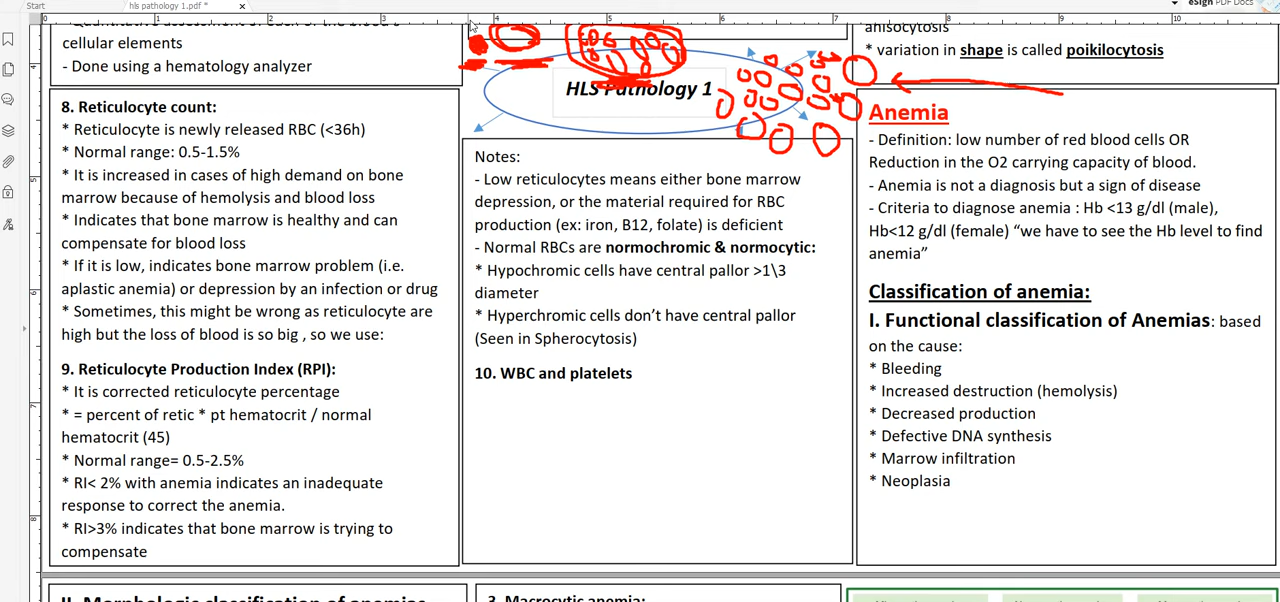 Start
hls pathology 1.pdf *
eSign PDF Docs
cellular elements
- Done using a hematology analyzer
8. Reticulocyte count:
* Reticulocyte is newly released RBC (<36h)
* Normal range: 0.5-1.5%
* It is increased in cases of high demand on bone
marrow because of hemolysis and blood loss
* Indicates that bone marrow is healthy and can
compensate for blood loss
* If it is low, indicates bone marrow problem (i.e.
aplastic anemia) or depression by an infection or drug
* Sometimes, this might be wrong as reticulocyte are
high but the loss of blood is so big , so we use:
9. Reticulocyte Production Index (RPI):
* It is corrected reticulocyte percentage
* = percent of retic * pt hematocrit / normal
hematocrit (45)
* Normal range= 0.5-2.5%
* RI< 2% with anemia indicates an inadequate
response to correct the anemia.
* RI>3% indicates that bone marrow is trying to
compensate
HLS Pathology 1
Notes:
- Low reticulocytes means either bone marrow
depression, or the material required for RBC
production (ex: iron, B12, folate) is deficient
- Normal RBCs are normochromic & normocytic:
* Hypochromic cells have central pallor >1\3
diameter
* Hyperchromic cells don't have central pallor
(Seen in Spherocytosis)
10. WBC and platelets
anisocytosis
* variation in shape is called poikilocytosis
Anemia
- Definition: low number of red blood cells OR
Reduction in the O2 carrying capacity of blood.
- Anemia is not a diagnosis but a sign of disease
- Criteria to diagnose anemia : Hb <13 g/dl (male),
Hb<12 g/dl (female) “we have to see the Hb level to find
anemia”
Classification of anemia:
I. Functional classification of Anemias: based
on the cause:
* Bleeding
* Increased destruction (hemolysis)
* Decreased production
* Defective DNA synthesis
* Marrow infiltration
* Neoplasia
II. Morphologic classification of anemias
3. Macrocytic anemia: